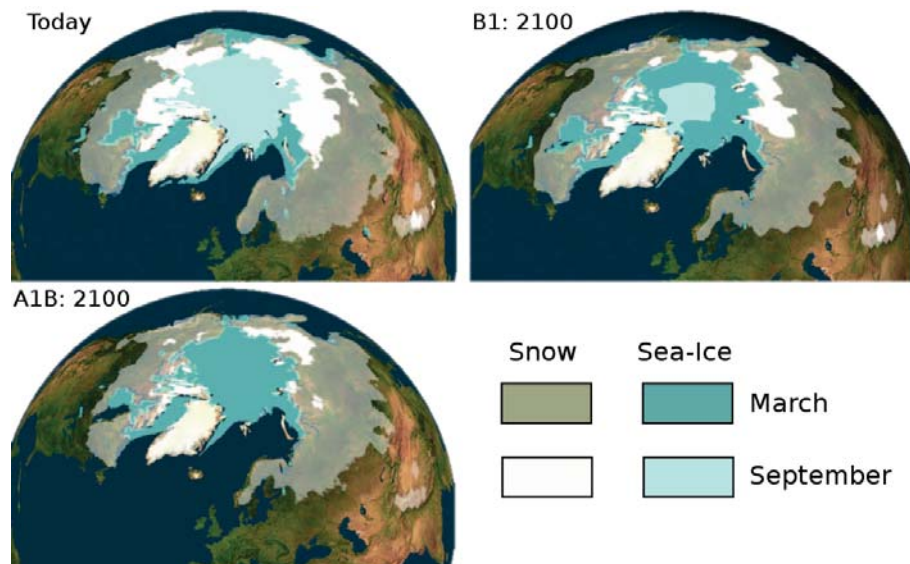 Today
B1: 2100
A1B: 2100
Snow Sea-Ice
March
September